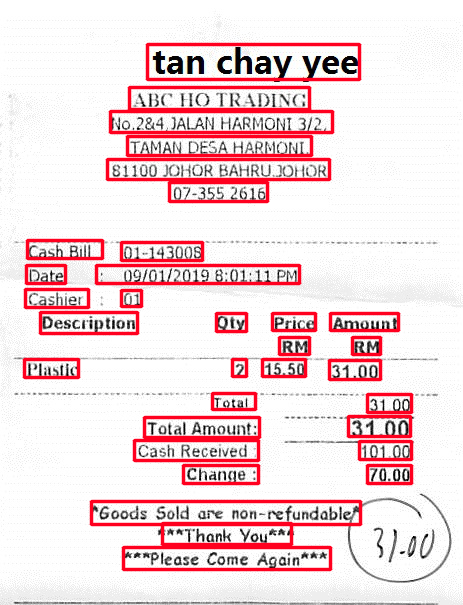 tan chay yee
ABC HO TRADING
No.2&4,JALAN HARMONI 3/2,
TAMAN DESA HARMONI,
81100 JOHOR BAHRU,JOHOR
07-355 2616
Cash Bill 01-143008
Date : 09/01/2019 8:01:11 PM
Cashier : 01
Description Qty Price Amount
RM RM
Plastic 2 15.50 31.00
Total 31.00
Total Amount: 31.00
Cash Received : 101.00
Change : 70.00
*Goods Sold are non-refundable*
***Thank You***
***Please Come Again***
31.00